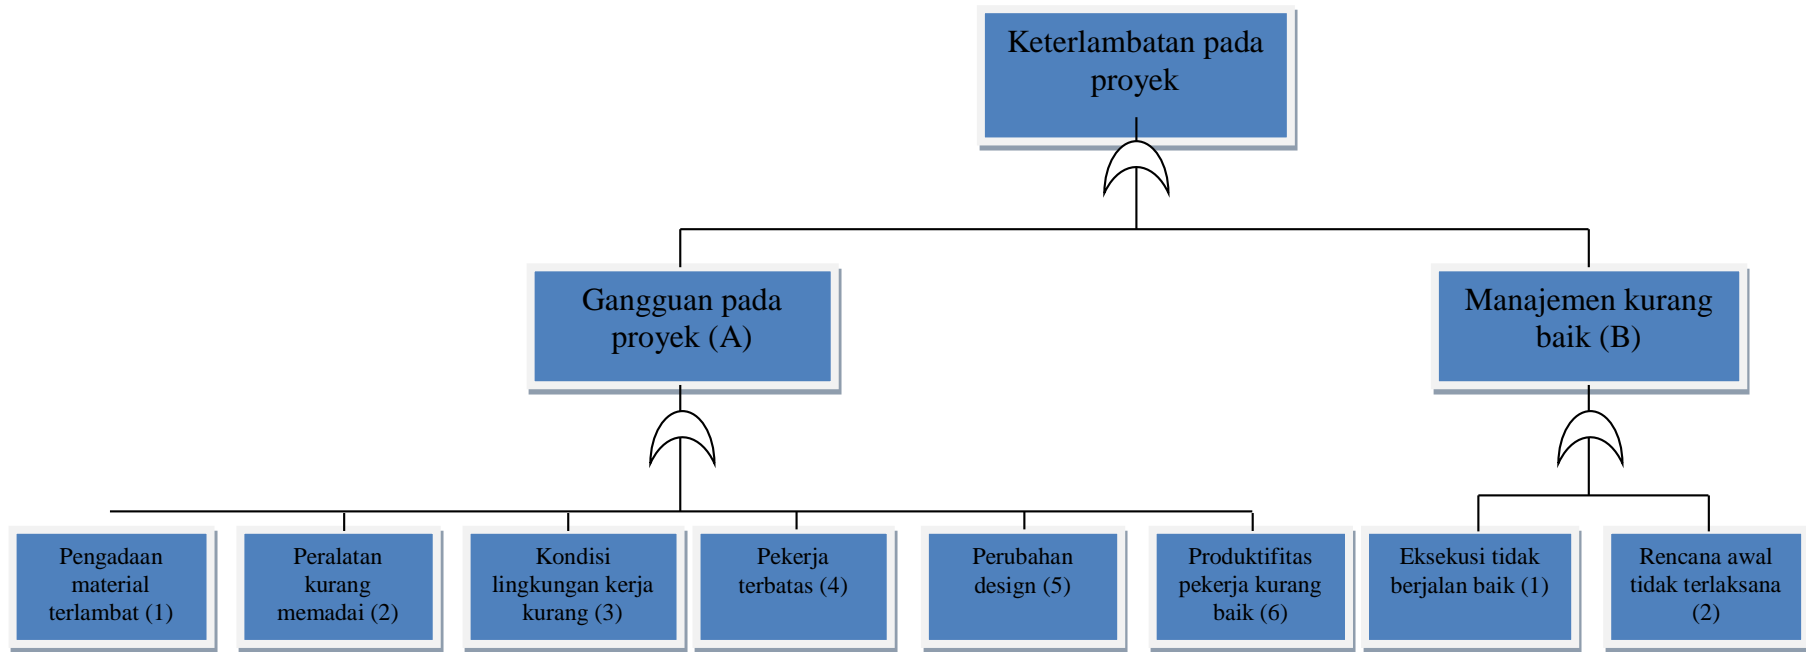 Keterlambatan pada
proyek
Gangguan pada
proyek (A)
Manajemen kurang
baik (B)
Pengadaan
material
terlambat (1)
Peralatan
kurang
memadai (2)
Kondisi
lingkungan kerja
kurang (3)
Pekerja
terbatas (4)
Perubahan
design (5)
Produktifitas
pekerja kurang
baik (6)
Eksekusi tidak
berjalan baik (1)
Rencana awal
tidak terlaksana
(2)